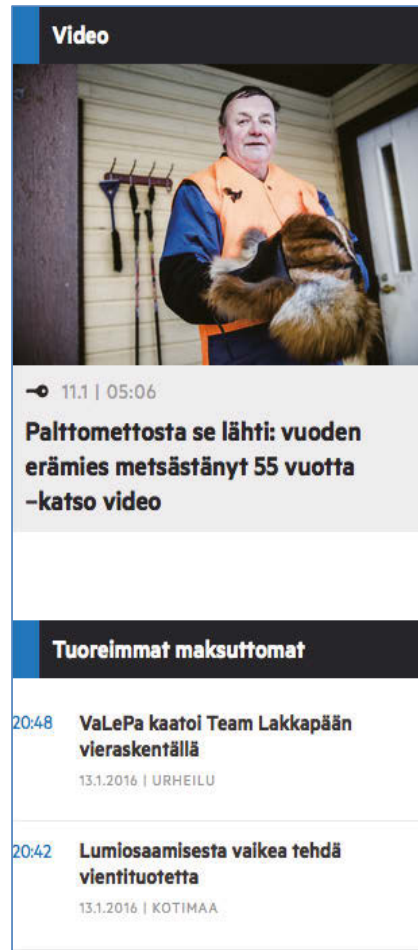 Video
11.1 | 05:06
Palttomettosta se lähti: vuoden
erämies metsästänyt 55 vuotta
–katso video
Tuoreimmat maksuttomat
20:48 VaLePa kaatoi Team Lakkapään
vieraskentällä
13.1.2016 | URHEILU
20:42 Lumiosaamisesta vaikea tehdä
vientituotetta
13.1.2016 | KOTIMAA